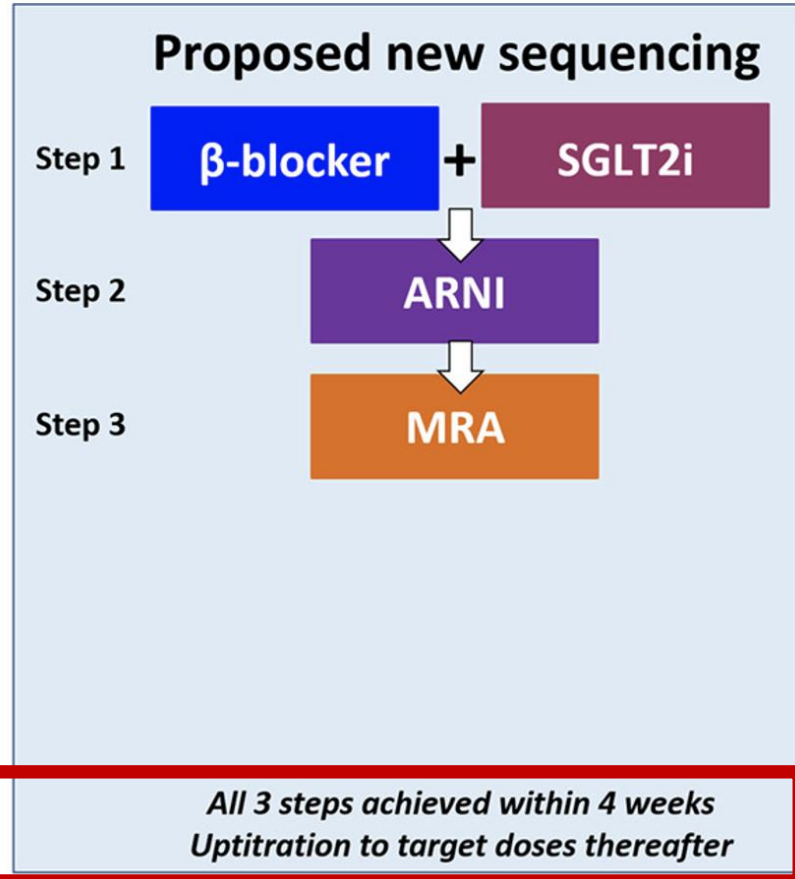 Proposed new sequencing
Step 1
β-blocker + SGLT2i
Step 2
ARNI
Step 3
MRA
All 3 steps achieved within 4 weeks
Uptitration to target doses thereafter